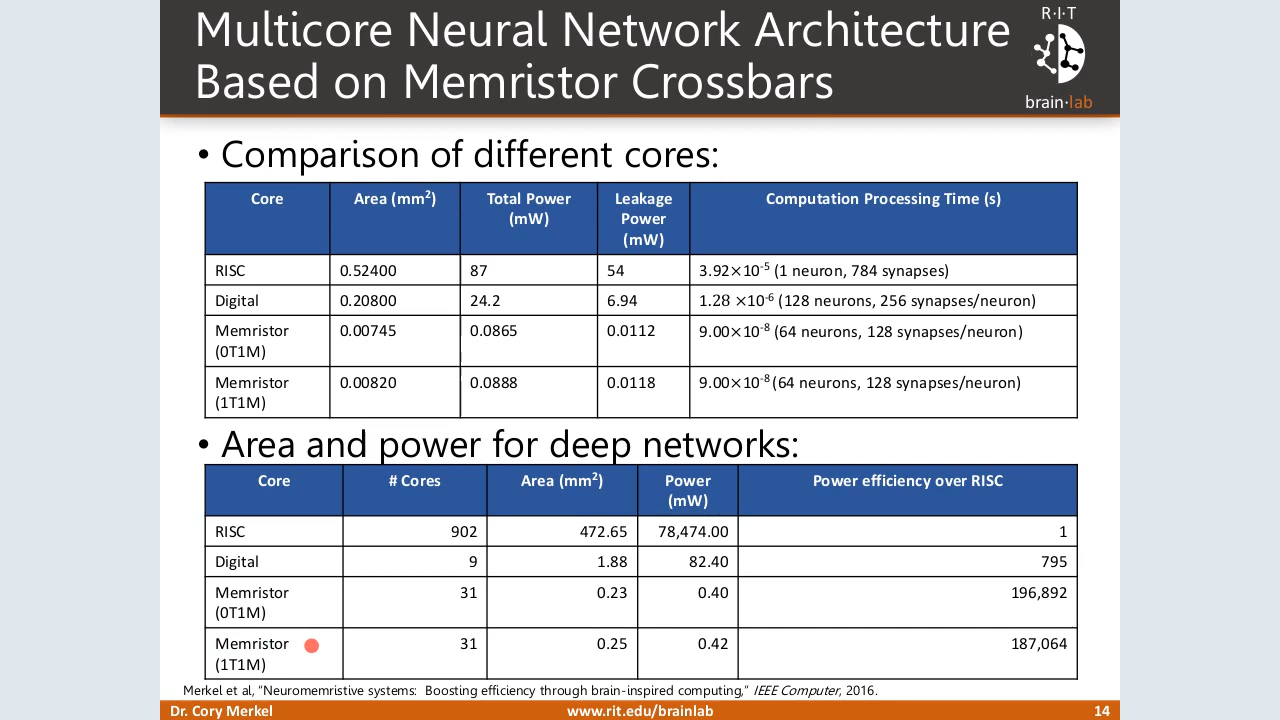 Multicore Neural Network Architecture
Based on Memristor Crossbars
R·I·T
brain·lab
• Comparison of different cores:
Core Area (mm²) Total Power (mW) Leakage Power (mW) Computation Processing Time (s)
RISC 0.52400 87 54 3.92×10⁻⁵ (1 neuron, 784 synapses)
Digital 0.20800 24.2 6.94 1.28 ×10⁻⁶ (128 neurons, 256 synapses/neuron)
Memristor (0T1M) 0.00745 0.0865 0.0112 9.00×10⁻⁸ (64 neurons, 128 synapses/neuron)
Memristor (1T1M) 0.00820 0.0888 0.0118 9.00×10⁻⁸ (64 neurons, 128 synapses/neuron)
• Area and power for deep networks:
Core # Cores Area (mm²) Power (mW) Power efficiency over RISC
RISC 902 472.65 78,474.00 1
Digital 9 1.88 82.40 795
Memristor (0T1M) 31 0.23 0.40 196,892
Memristor (1T1M) 31 0.25 0.42 187,064
Merkel et al, "Neuromemristive systems: Boosting efficiency through brain-inspired computing," IEEE Computer, 2016.
Dr. Cory Merkel www.rit.edu/brainlab 14